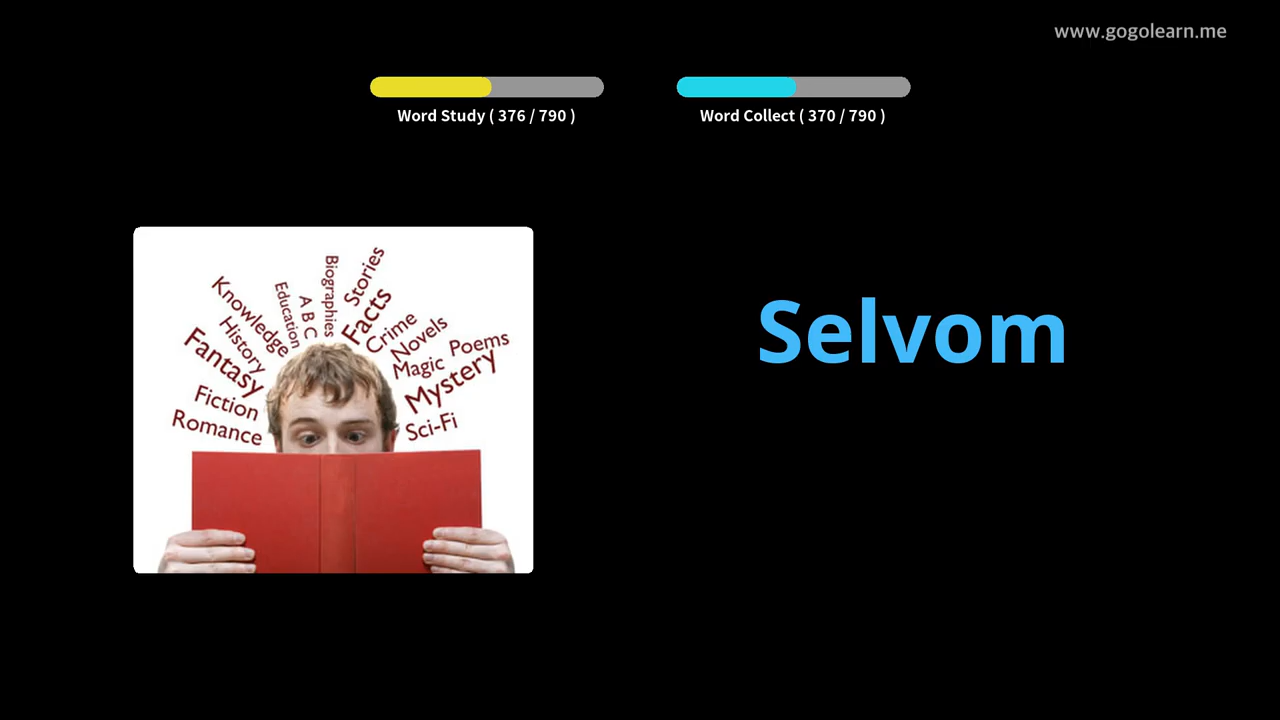 www.gogolearn.me
Word Study ( 376 / 790 )
Word Collect ( 370 / 790 )
Selvom
Stories
Biographies
Facts
A B C
Education
Knowledge
Crime
Novels
History
Poems
Fantasy
Magic
Mystery
Fiction
Sci-Fi
Romance